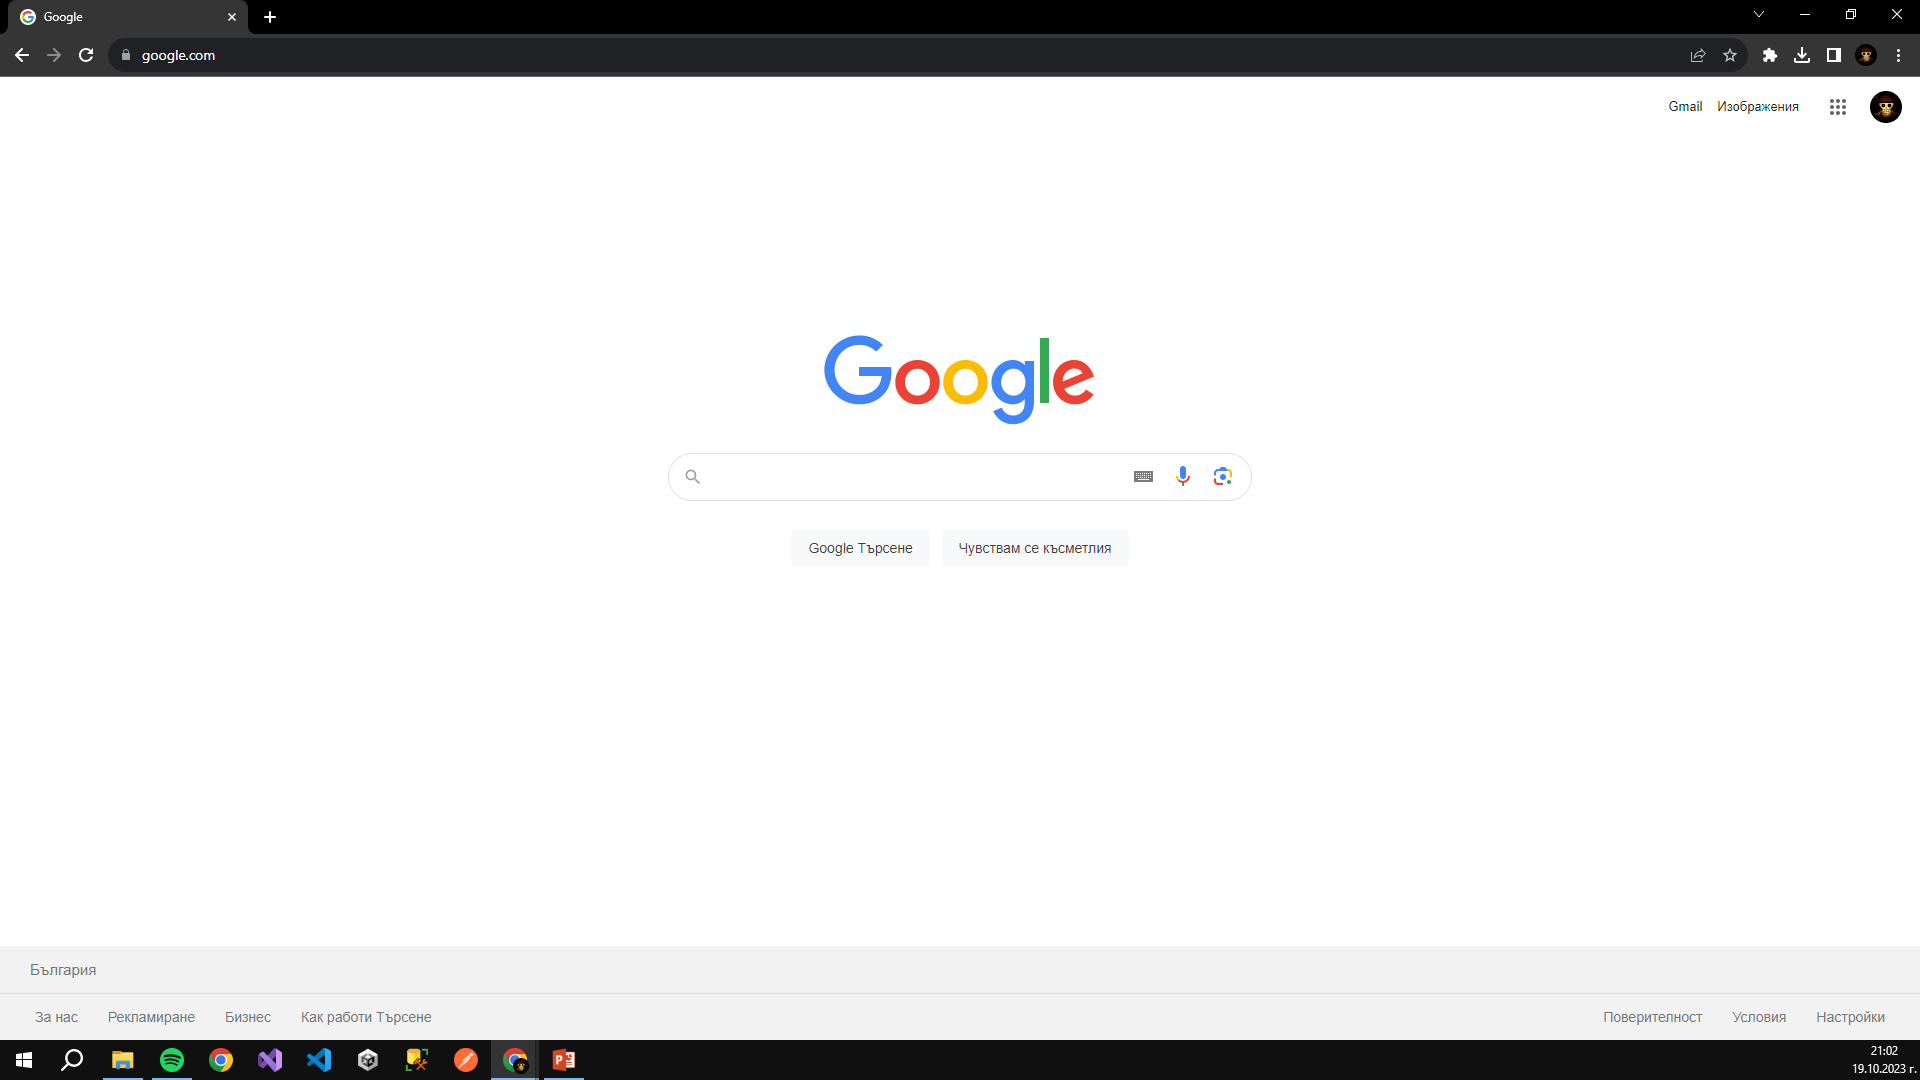 Google
google.com
Gmail Изображения
Google
Google Търсене Чувствам се късметлия
България
За нас Рекламиране Бизнес Как работи Търсене Поверителност Условия Настройки
21:02
19.10.2023 г.